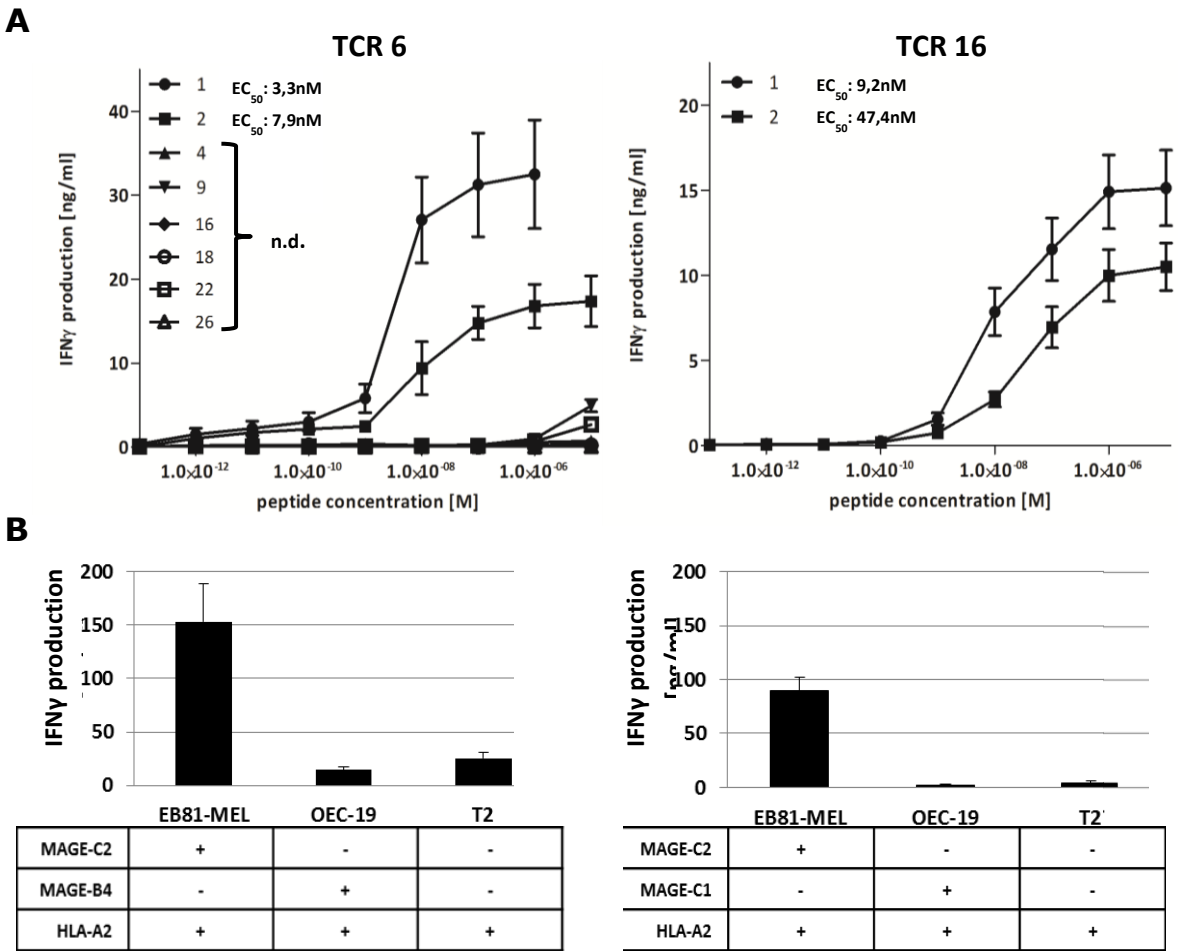 A
TCR 6
TCR 16
1 EC50: 3,3nM
2 EC50: 7,9nM
4
9
16
18
22
26
n.d.
IFNγ production [ng/ml]
40
30
20
10
0
1.0x10-12
1.0x10-10
1.0x10-08
1.0x10-06
peptide concentration [M]
1 EC50: 9,2nM
2 EC50: 47,4nM
IFNγ production [ng/ml]
20
15
10
5
0
1.0x10-12
1.0x10-10
1.0x10-08
1.0x10-06
peptide concentration [M]
B
IFNγ production
200
150
100
50
0
EB81-MEL OEC-19 T2
MAGE-C2 + - -
MAGE-B4 - + -
HLA-A2 + + +
IFNγ production
200
150
100
50
0
EB81-MEL OEC-19 T2
MAGE-C2 + - -
MAGE-C1 - + -
HLA-A2 + + +